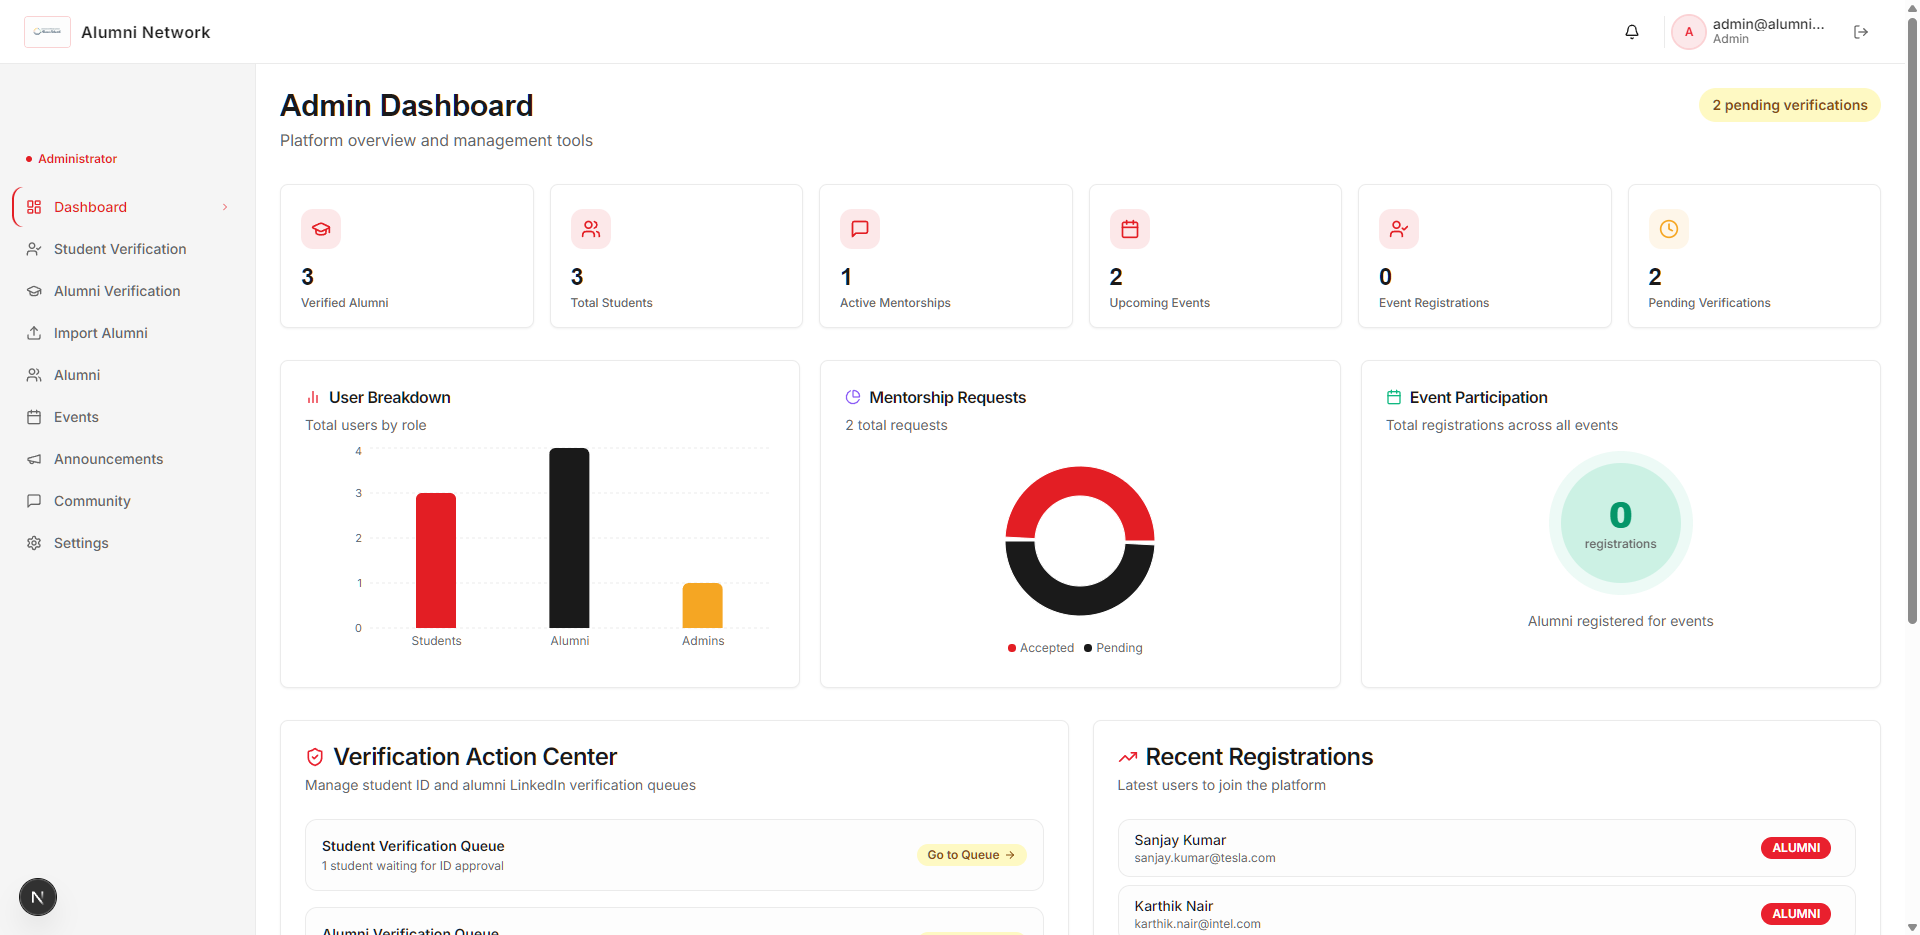 Alumni Network
admin@alumni...
Admin
A
Administrator
Dashboard
Student Verification
Alumni Verification
Import Alumni
Alumni
Events
Announcements
Community
Settings
N
Admin Dashboard
Platform overview and management tools
2 pending verifications
3
Verified Alumni
3
Total Students
1
Active Mentorships
2
Upcoming Events
0
Event Registrations
2
Pending Verifications
User Breakdown
Total users by role
4
3
2
1
0
Students
Alumni
Admins
Mentorship Requests
2 total requests
Accepted
Pending
Event Participation
Total registrations across all events
0
registrations
Alumni registered for events
Verification Action Center
Manage student ID and alumni LinkedIn verification queues
Student Verification Queue
1 student waiting for ID approval
Go to Queue →
Alumni Verification Queue
Recent Registrations
Latest users to join the platform
Sanjay Kumar
sanjay.kumar@tesla.com
ALUMNI
Karthik Nair
karthik.nair@intel.com
ALUMNI